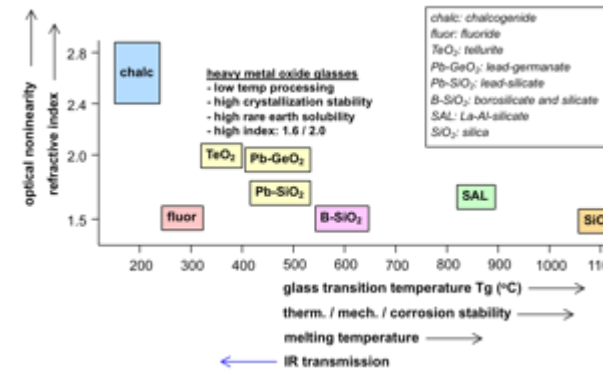 optical noninearity
refractive index
2.8
2.4
2.0
1.5
chalc
heavy metal oxide glasses
- low temp processing
- high crystallization stability
- high rare earth solubility
- high index: 1.6 / 2.0
chalc: chalcogenide
fluor: fluoride
TeO₂: tellurite
Pb-GeO₂: lead-germanate
Pb-SiO₂: lead-silicate
B-SiO₂: borosilicate and silicate
SAL: La-Al-silicate
SiO₂: silica
TeO₂
Pb-GeO₂
Pb-SiO₂
fluor
B-SiO₂
SAL
200 300 400 500 600 700 800 900 1000
glass transition temperature Tg (°C)
therm. / mech. / corrosion stability
melting temperature
IR transmission